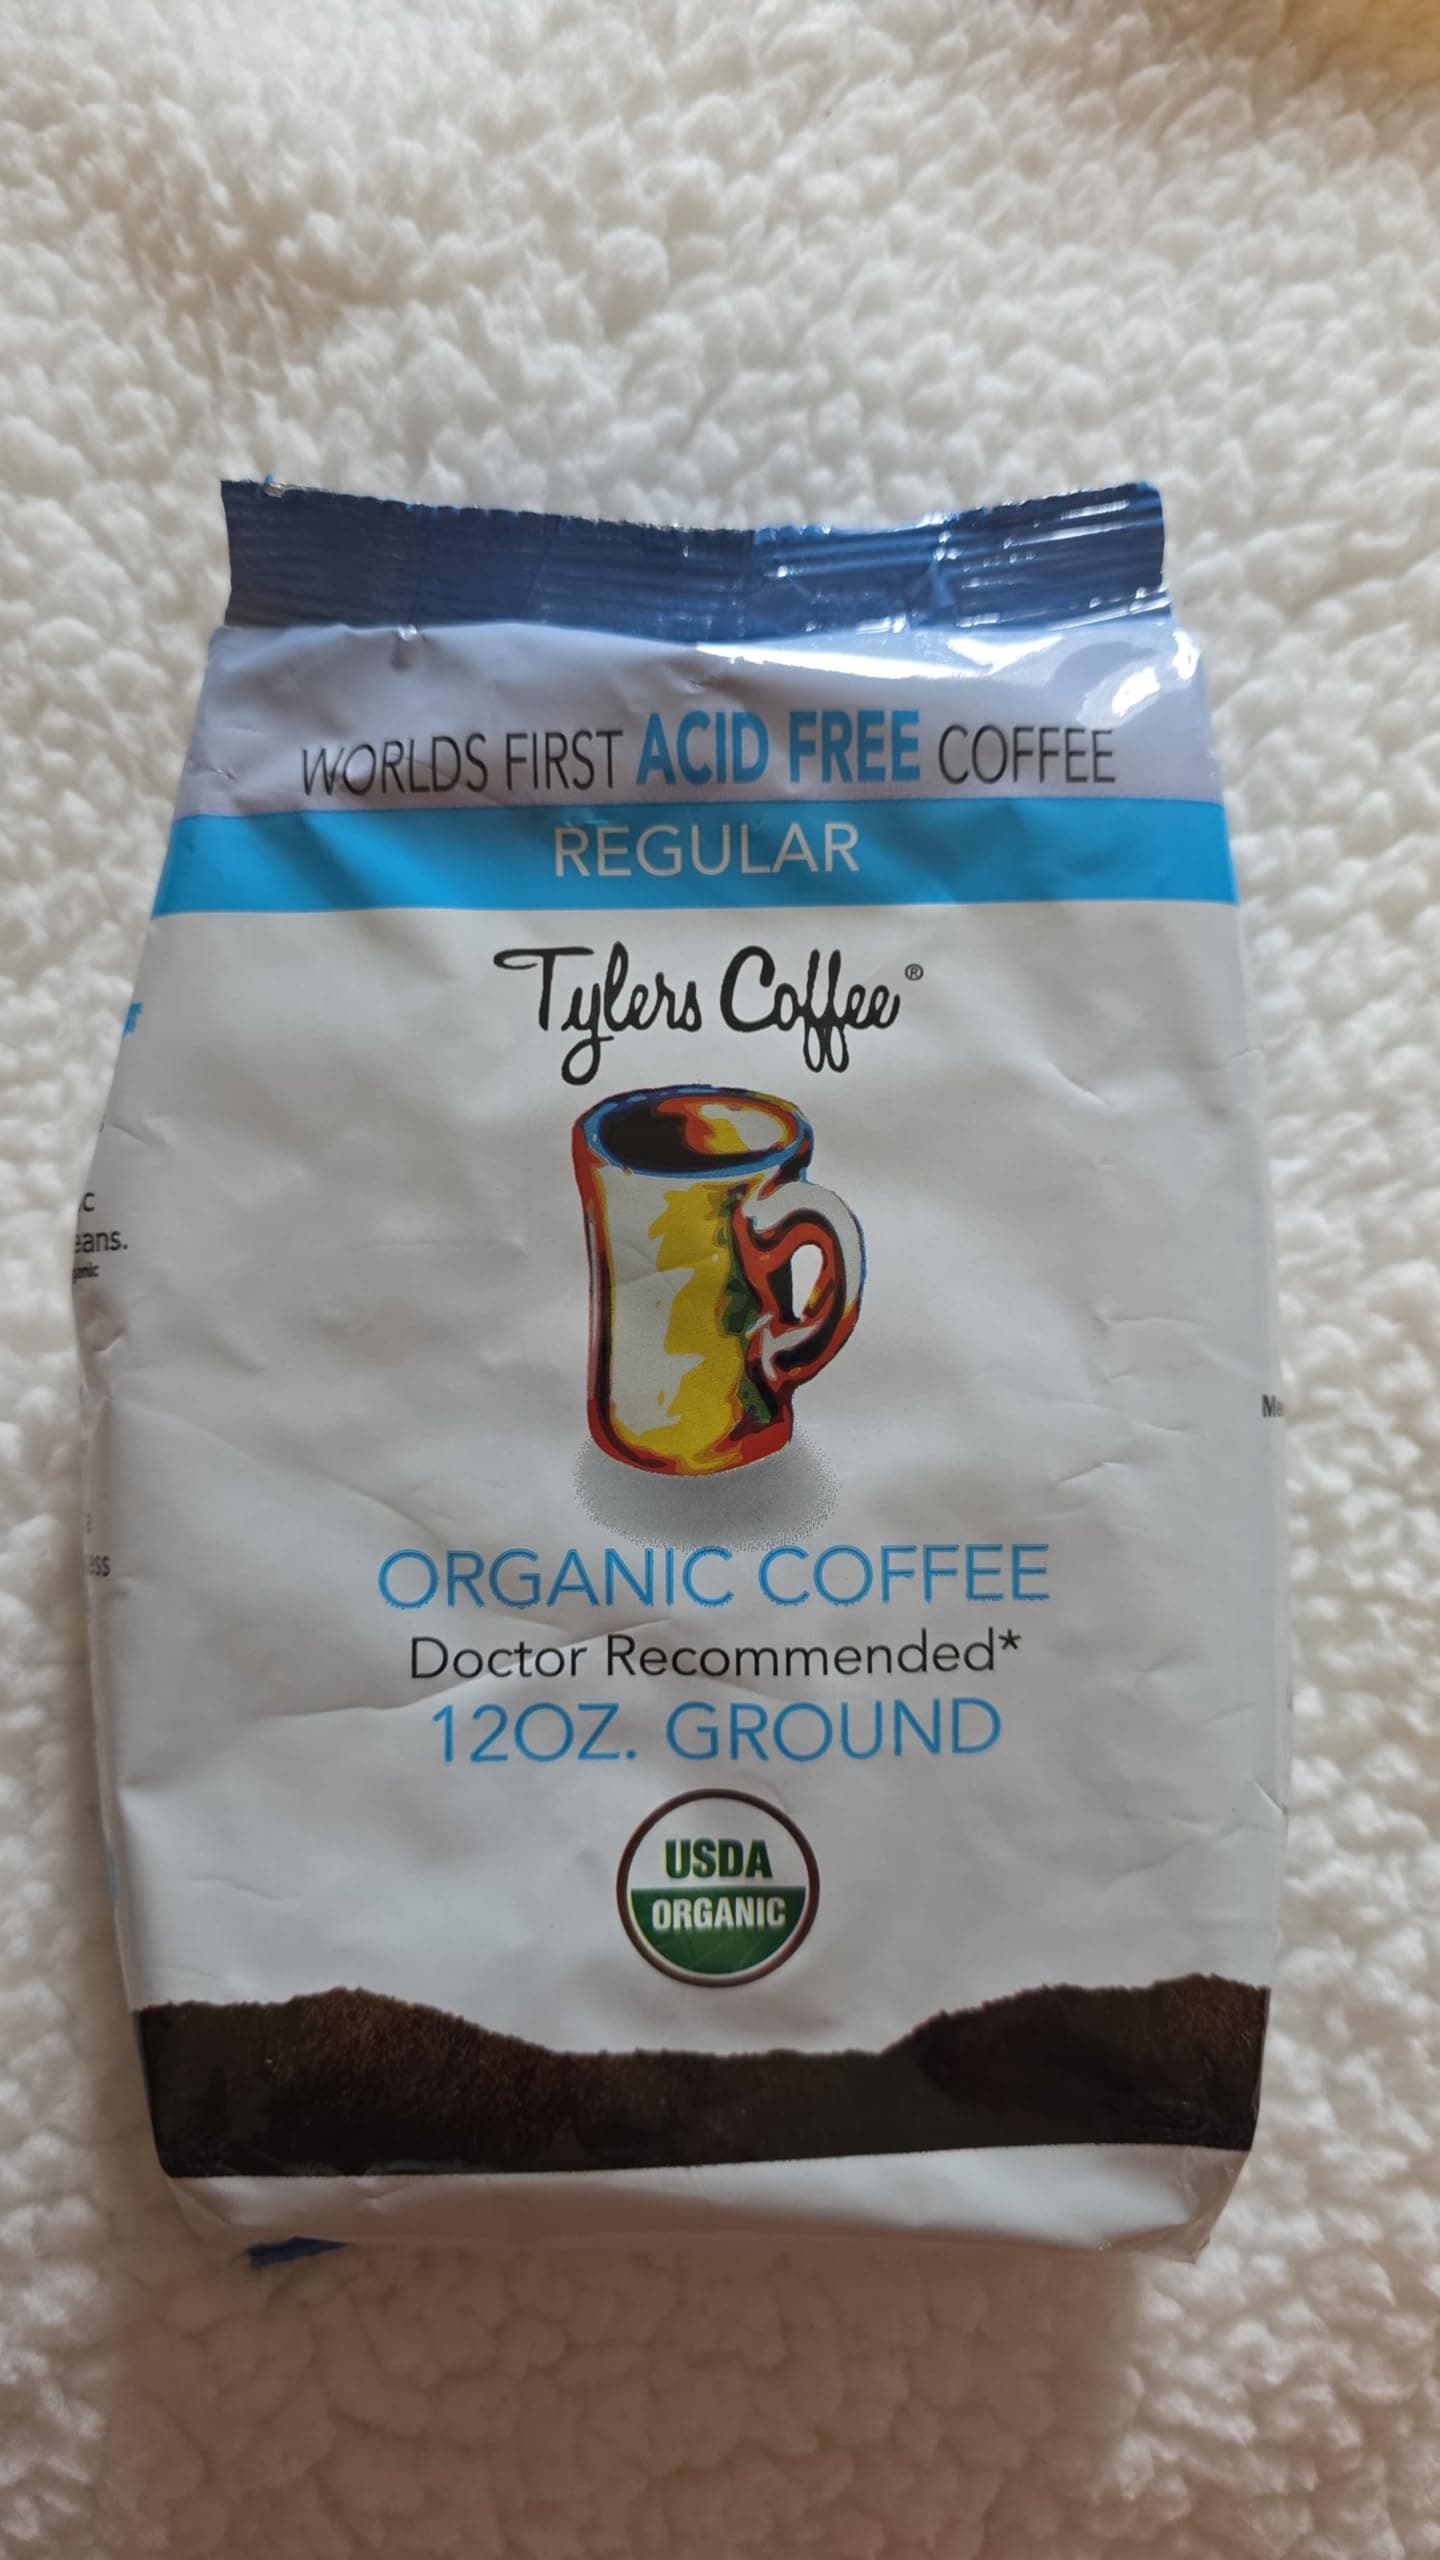 WORLDS FIRST ACID FREE COFFEE
REGULAR
Tylers Coffee®
ORGANIC COFFEE
Doctor Recommended*
12OZ. GROUND
USDA
ORGANIC